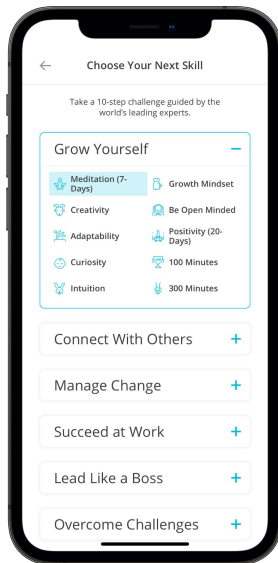 Choose Your Next Skill
Take a 10-step challenge guided by the
world's leading experts.
Grow Yourself
Meditation (7-
Days)
Growth Mindset
Creativity
Be Open Minded
Adaptability
Positivity (20-
Days)
Curiosity
100 Minutes
Intuition
300 Minutes
Connect With Others
Manage Change
Succeed at Work
Lead Like a Boss
Overcome Challenges